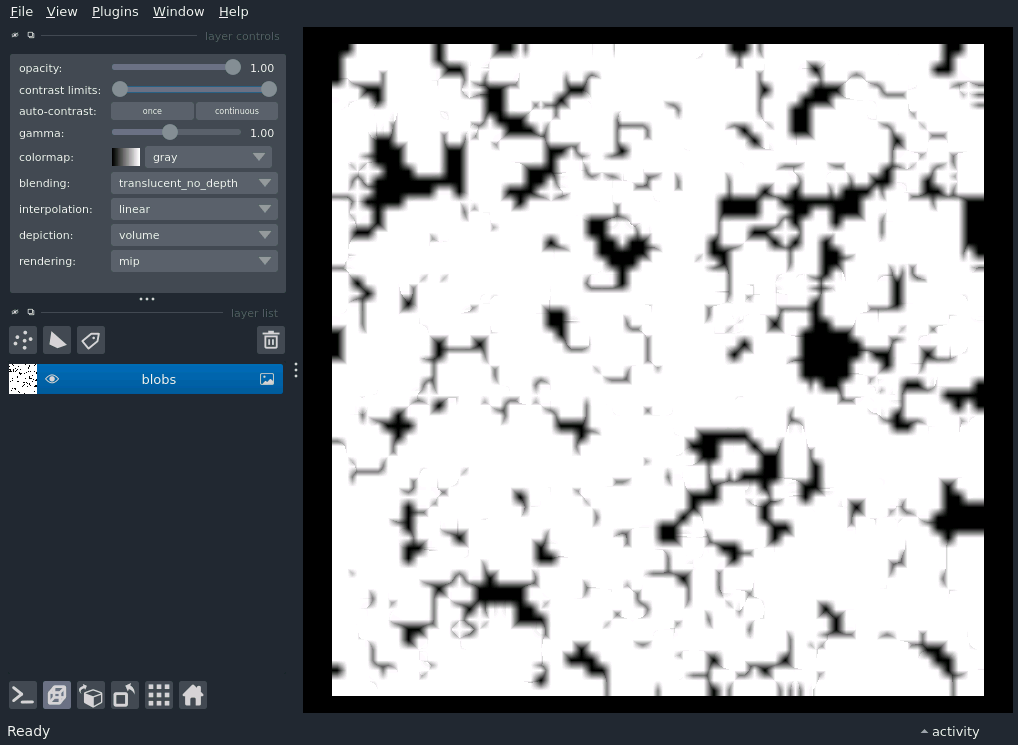 File View Plugins Window Help
layer controls
opacity: 1.00
contrast limits:
auto-contrast: once continuous
gamma: 1.00
colormap: gray
blending: translucent_no_depth
interpolation: linear
depiction: volume
rendering: mip
layer list
blobs
Ready activity